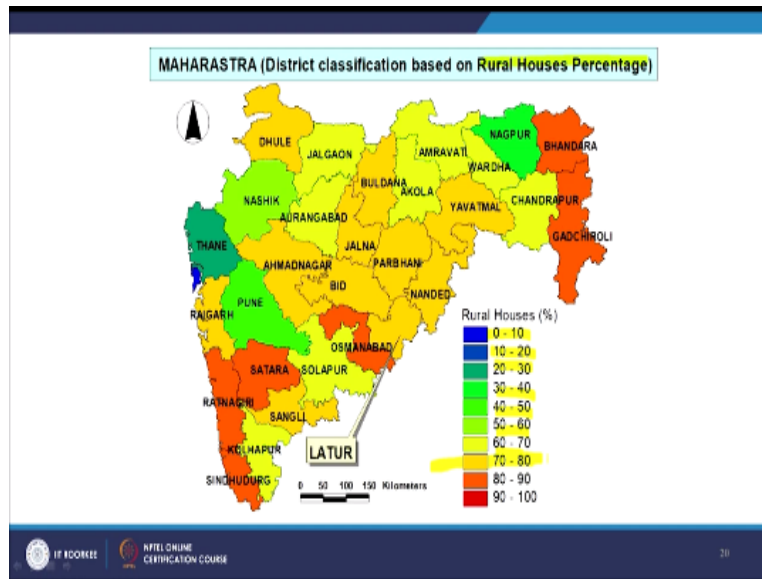 MAHARASTRA (District classification based on Rural Houses Percentage)
DHULE
JALGAON
AMRAVATI
NAGPUR
BHANDARA
WARDHA
BULDANA
AKOLA
NASHIK
AURANGABAD
YAVATMAL
CHANDRAPUR
THANE
JALNA
GADCHIROLI
AHMADNAGAR
PARBHANI
BID
NANDED
PUNE
RAIGARH
OSMANABAD
SATARA
SOLAPUR
RATNAGIRI
SANGLI
KOLHAPUR
LATUR
SINDHUDURG
0 50 100 150 Kilometers
Rural Houses (%)
0 - 10
10 - 20
20 - 30
30 - 40
40 - 50
50 - 60
60 - 70
70 - 80
80 - 90
90 - 100
IT ROORKEE
NPTEL ONLINE
CERTIFICATION COURSE
20